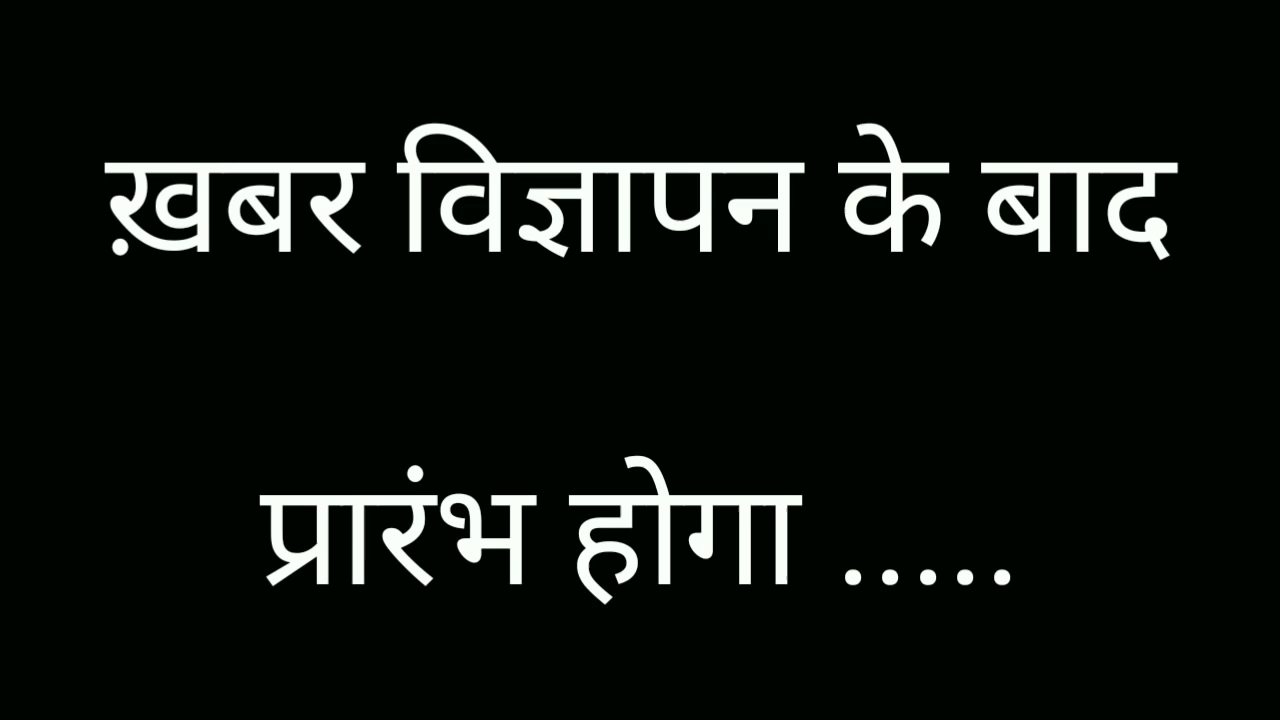 ख़बर विज्ञापन के बाद
प्रारंभ होगा .....